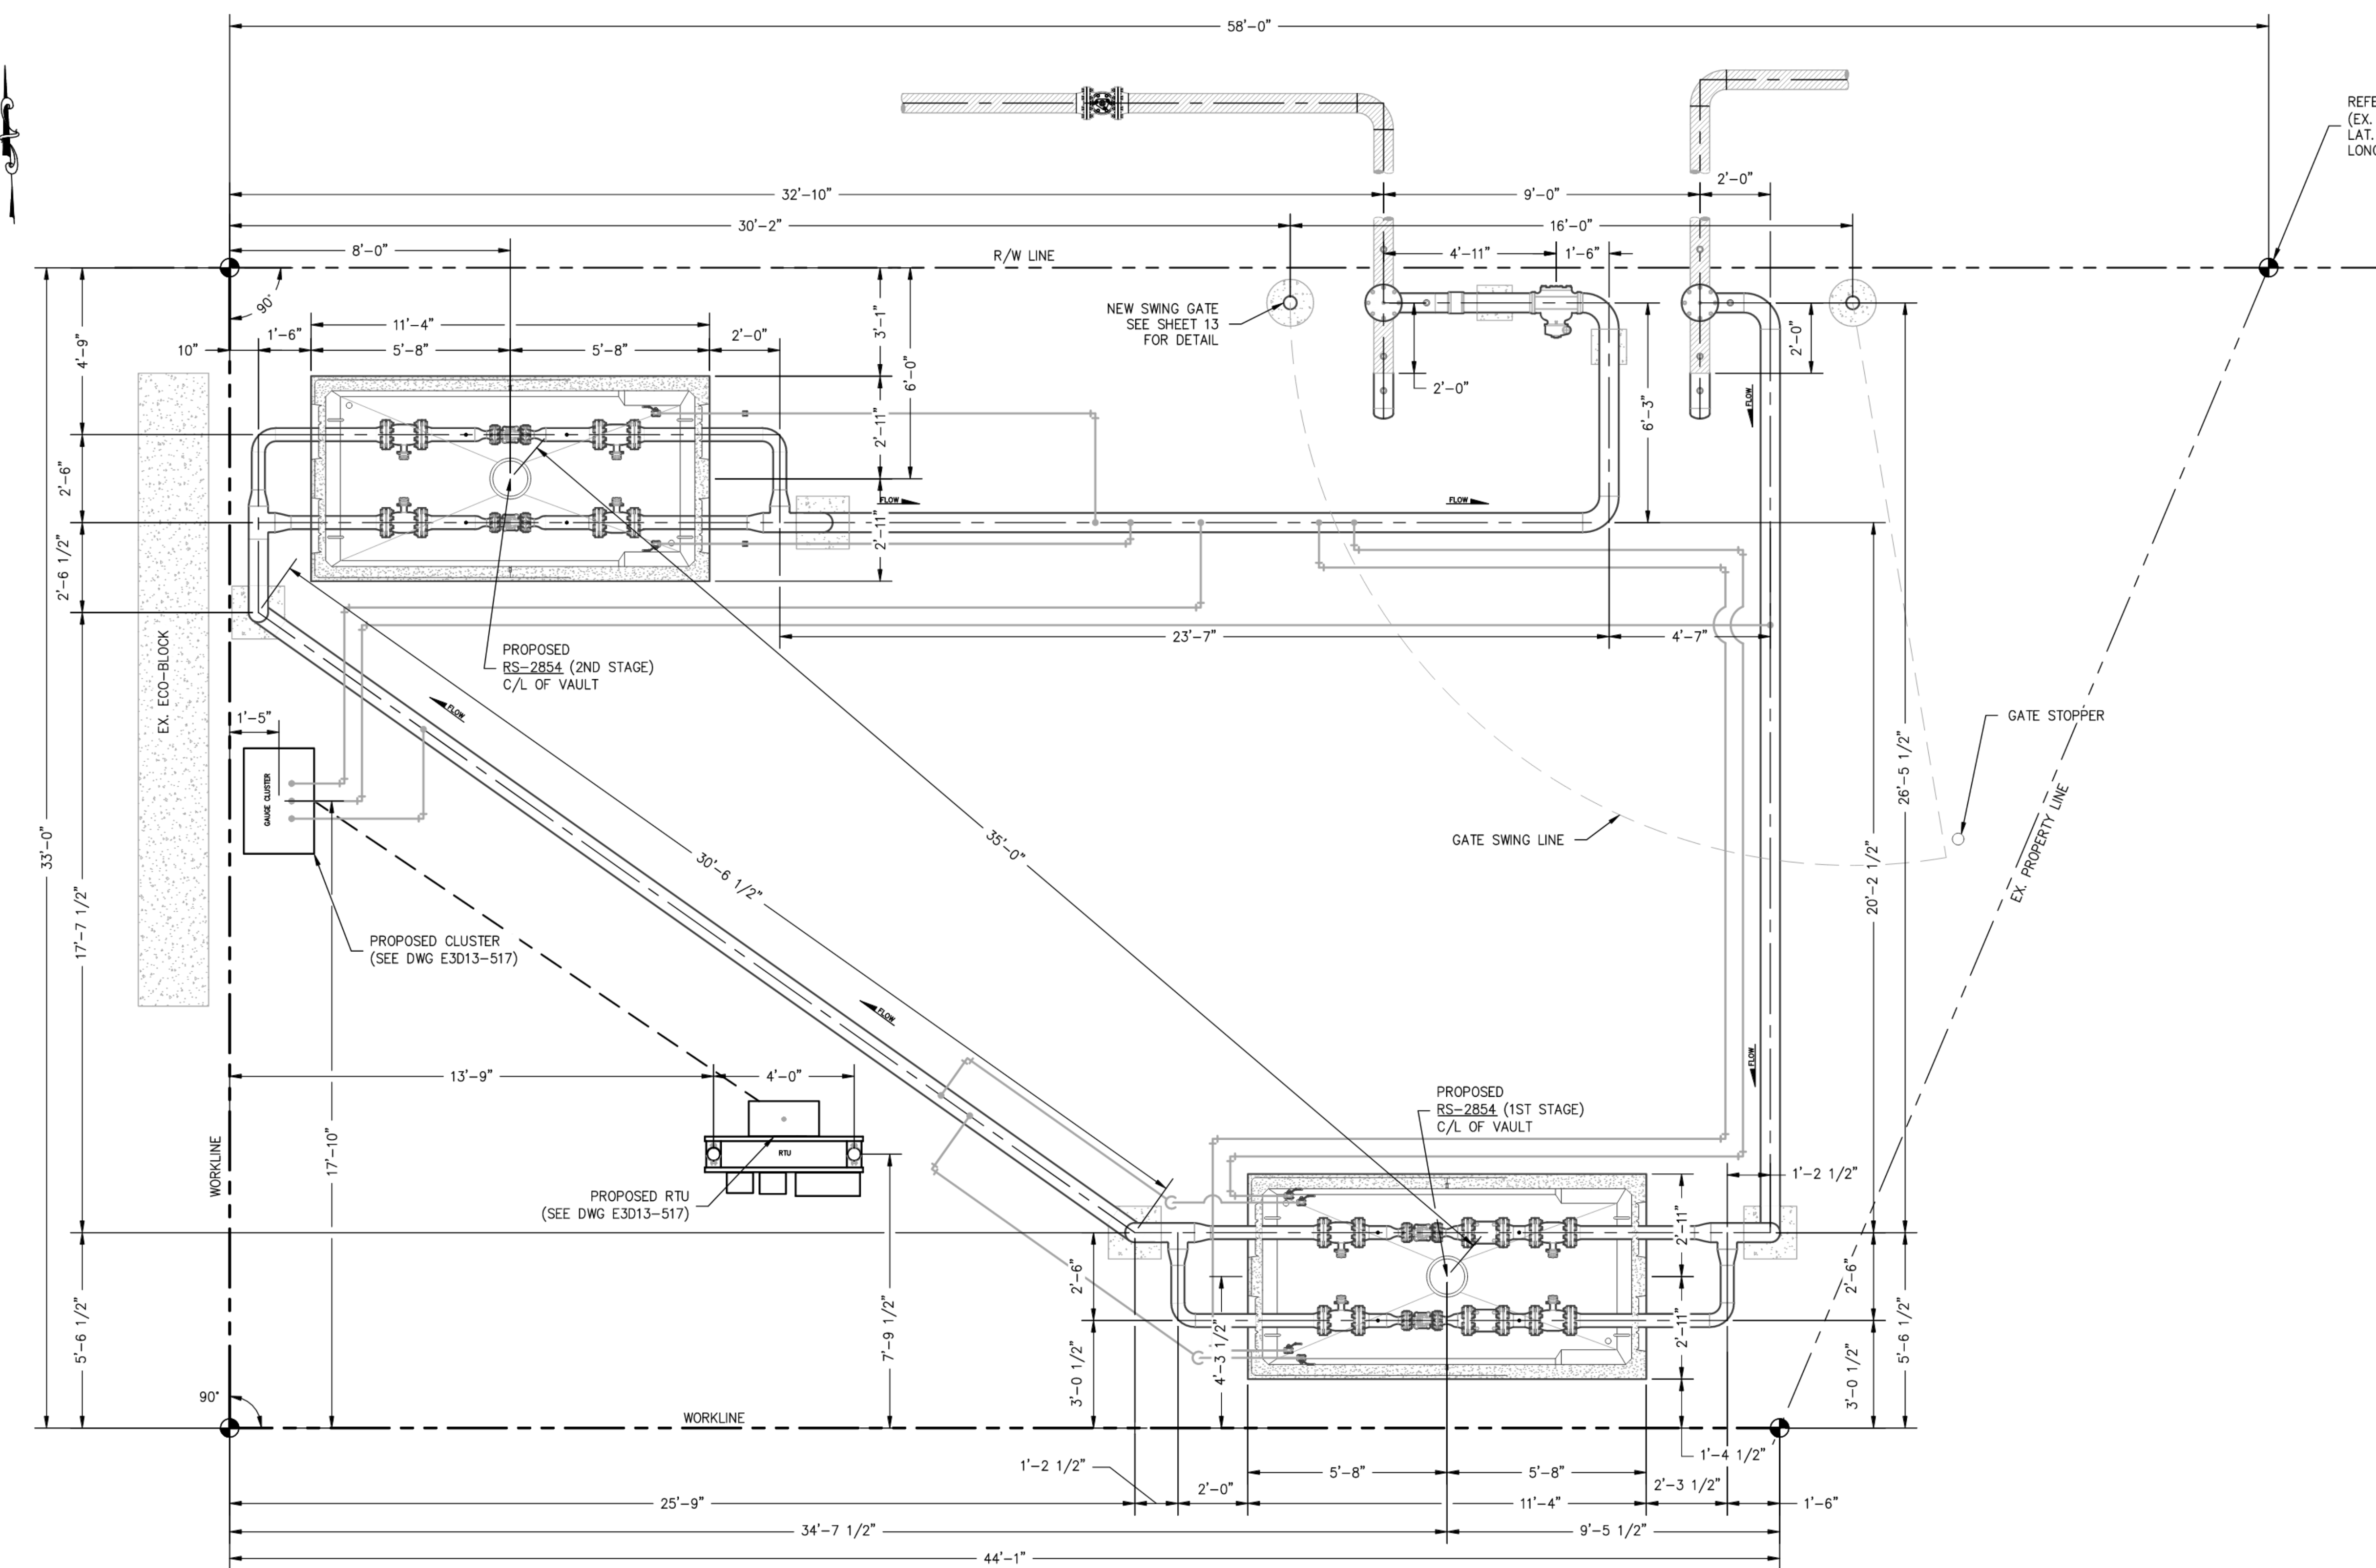 58'-0"
REFE
(EX.
LAT.
LONG
32'-10"
9'-0"
2'-0"
30'-2"
16'-0"
8'-0"
R/W LINE
4'-11"
1'-6"
90°
NEW SWING GATE
SEE SHEET 13
FOR DETAIL
3'-1"
6'-0"
4'-9"
11'-4"
1'-6"
2'-0"
10"
5'-8"
5'-8"
2'-0"
2'-0"
FLOW
6'-3"
2'-11"
2'-6"
FLOW
FLOW
2'-11"
2'-6 1/2"
23'-7"
4'-7"
EX. ECO-BLOCK
PROPOSED
RS-2854 (2ND STAGE)
C/L OF VAULT
FLOW
1'-5"
GATE STOPPER
26'-5 1/2"
GAUGE CLUSTER
33'-0"
35'-0"
30'-6 1/2"
GATE SWING LINE
EX. PROPERTY LINE
20'-2 1/2"
17'-7 1/2"
PROPOSED CLUSTER
(SEE DWG E3D13-517)
FLOW
FLOW
13'-9"
4'-0"
PROPOSED
RS-2854 (1ST STAGE)
C/L OF VAULT
17'-10"
WORKLINE
RTU
PROPOSED RTU
(SEE DWG E3D13-517)
1'-2 1/2"
2'-11"
2'-6"
2'-6"
7'-9 1/2"
5'-6 1/2"
4'-3 1/2"
2'-11"
5'-6 1/2"
3'-0 1/2"
3'-0 1/2"
90°
WORKLINE
1'-4 1/2"
1'-2 1/2"
5'-8"
5'-8"
2'-0"
2'-3 1/2"
25'-9"
11'-4"
1'-6"
34'-7 1/2"
9'-5 1/2"
44'-1"